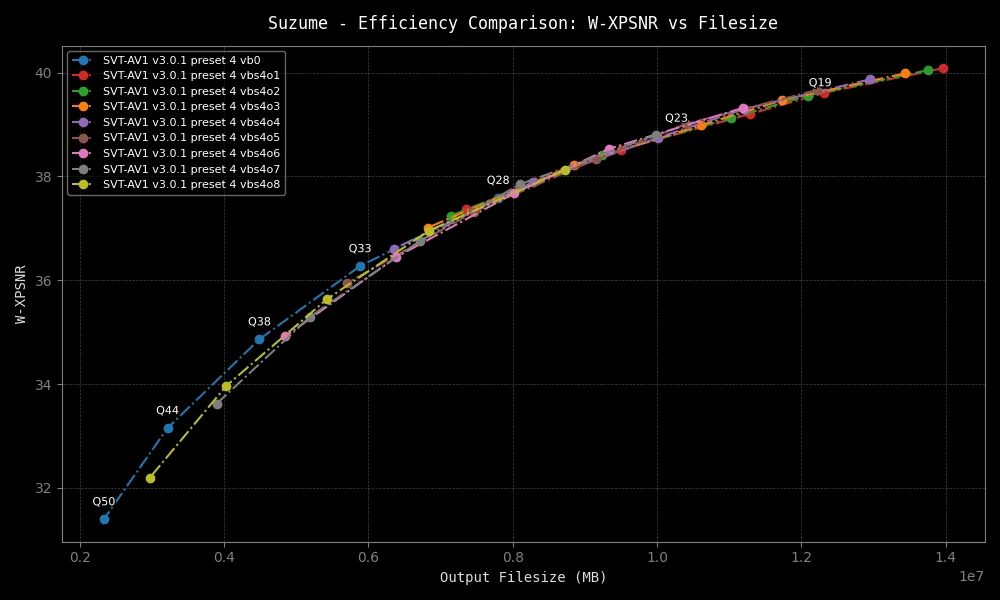 Suzume - Efficiency Comparison: W-XPSNR vs Filesize
SVT-AV1 v3.0.1 preset 4 vb0
SVT-AV1 v3.0.1 preset 4 vbs4o1
SVT-AV1 v3.0.1 preset 4 vbs4o2
SVT-AV1 v3.0.1 preset 4 vbs4o3
SVT-AV1 v3.0.1 preset 4 vbs4o4
SVT-AV1 v3.0.1 preset 4 vbs4o5
SVT-AV1 v3.0.1 preset 4 vbs4o6
SVT-AV1 v3.0.1 preset 4 vbs4o7
SVT-AV1 v3.0.1 preset 4 vbs4o8
W-XPSNR
40
38
36
34
32
Q19
Q23
Q28
Q33
Q38
Q44
Q50
0.2 0.4 0.6 0.8 1.0 1.2 1.4
1e7
Output Filesize (MB)